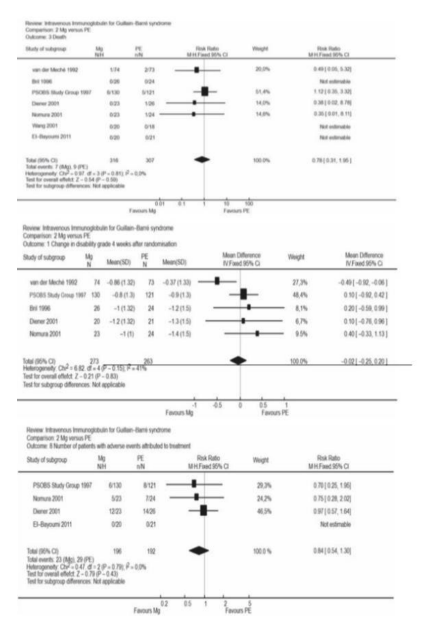 Review: Intravenous Immunoglobulin for Guillain-Barré syndrome
Comparison: 2 Mg versus PE
Outcome: 3 Death
Study of subgroup Mg PE Risk Ratio Weight Risk Ratio
N/H n/N M.H.Fixed.95% CI M.H.Fixed.95% CI
van der Meché 1992 1/74 2/73 20,0% 0.49 [ 0.05, 5.32 ]
Bril 1996 0/26 0/24 Not estimable
PSOBS Study Group 1997 6/130 5/121 51,4% 1.12 [ 0.35, 3.32 ]
Diener 2001 0/23 1/26 14,0% 0.38 [ 0.02, 8.78 ]
Nomura 2001 0/23 1/24 14,6% 0.35 [ 0.01, 8.11 ]
Wang 2001 0/20 0/18 Not estimable
El-Bayoumi 2011 0/20 0/21 Not estimable
Total (95% CI) 316 307 100.0% 0.78 [ 0.31, 1.95 ]
Total events: 7 (IMg), 9 (PE)
Heterogeneity: Chi² = 0.97, df = 3 (P = 0.81); I² = 0.0%
Test for overall effect: Z = 0.54 (P = 0.59)
Test for subgroup differences: Not applicable
0.01 0.1 1 10 100
Favours Mg Favours PE
Review: Intravenous Immunoglobulin for Guillain-Barré syndrome
Comparison: 2 Mg versus PE
Outcome: 1 Change in disability grade 4 weeks after randomisation
Study of subgroup Mg PE Mean Difference Weight Mean Difference
N Mean(SD) N Mean(SD) IV.Fixed.95% CI IV.Fixed.95% CI
van der Meché 1992 74 -0.86 (1.32) 73 -0.37 (1.33) 27,3% -0.49 [ -0.92, -0.06 ]
PSOBS Study Group 1997 130 -0.8 (1.3) 121 -0.9 (1.3) 48,4% 0.10 [ -0.92, 0.42 ]
Bril 1996 26 -1 (1.32) 24 -1.2 (1.5) 8,1% 0.20 [ -0.58, 0.99 ]
Diener 2001 20 -1.2 (1.32) 21 -1.3 (1.5) 7,2% 0.10 [ -0.76, 0.96 ]
Nomura 2001 23 -1 (1) 24 -1.4 (1.5) 9.0% 0.40 [ -0.33, 1.13 ]
Total (95% CI) 273 263 100.0% -0.02 [ -0.25, 0.20 ]
Heterogeneity: Chi² = 6.82, df = 4 (P = 0.15); I² = 41%
Test for overall effefct: Z = 0.21 (P = 0.83)
Test for subgroup differences: Not applicable
-1 -0.5 0 0.5 1
Favours Mg Favours PE
Review: Intravenous Immunoglobulin for Guillain-Barré syndrome
Comparison: 2 Mg versus PE
Outcome: 8 Number of patients with adverse events attributed to treatment
Study of subgroup Mg PE Risk Ratio Weight Risk Ratio
N/H n/N M.H.Fixed.95% CI M.H.Fixed.95% CI
PSOBS Study Group 1997 6/130 8/121 29,3% 0.70 [ 0.25, 1.95 ]
Nomura 2001 5/23 7/24 24,2% 0.75 [ 0.28, 2.02 ]
Diener 2001 12/23 14/26 46,5% 0.97 [ 0.57, 1.64 ]
El-Bayoumi 2011 0/20 0/21 Not estimable
Total (95% CI) 196 192 100.0 % 0.84 [ 0.54, 1.30 ]
Total events: 23 (Mg), 29 (PE)
Heterogeneity: Chi² = 0.47, df = 2 (P = 0.79); I² = 0.0%
Test for overall effect: Z = 0.79 (P = 0.43)
Test for subgroup differences: Not applicable
0.2 0.5 1 2 5
Favours Mg Favours PE